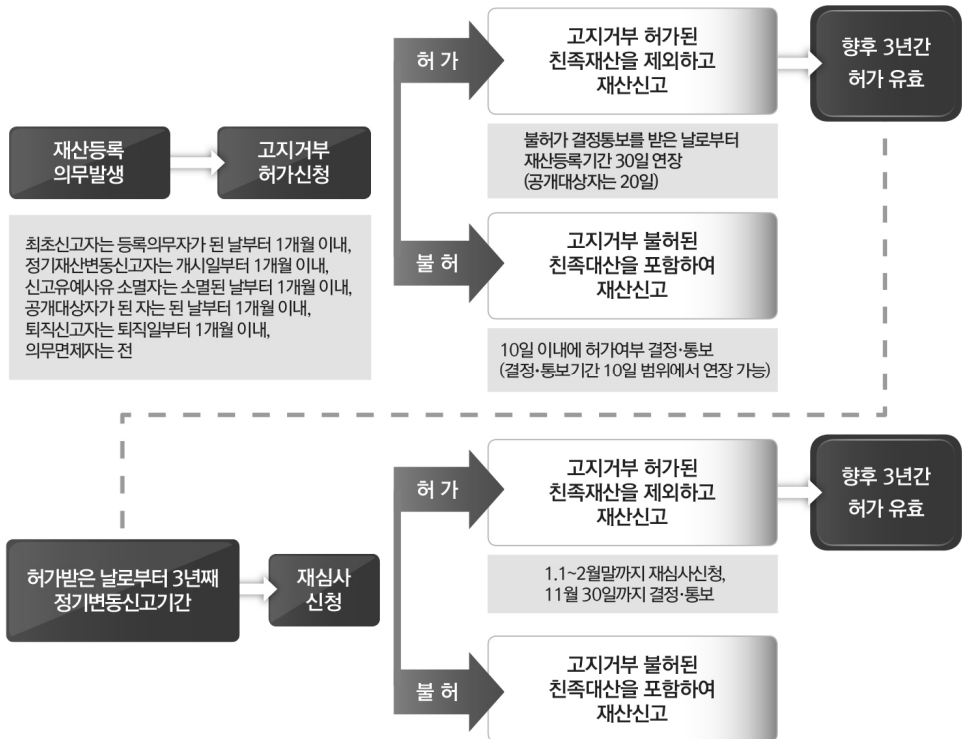 재산등록
의무발생
고지거부
허가신청
최초신고자는 등록의무자가 된 날부터 1개월 이내,
정기재산변동신고자는 개시일부터 1개월 이내,
신고유예사유 소멸자는 소멸된 날부터 1개월 이내,
공개대상자가 된 자는 된 날부터 1개월 이내,
퇴직신고자는 퇴직일부터 1개월 이내,
의무면제자는 전
허 가
고지거부 허가된
친족재산을 제외하고
재산신고
향후 3년간
허가 유효
불허가 결정통보를 받은 날로부터
재산등록기간 30일 연장
(공개대상자는 20일)
불 허
고지거부 불허된
친족대산을 포함하여
재산신고
10일 이내에 허가여부 결정·통보
(결정·통보기간 10일 범위에서 연장 가능)
허가받은 날로부터 3년째
정기변동신고기간
재심사
신청
허 가
고지거부 허가된
친족재산을 제외하고
재산신고
향후 3년간
허가 유효
1.1~2월말까지 재심사신청,
11월 30일까지 결정·통보
불 허
고지거부 불허된
친족대산을 포함하여
재산신고